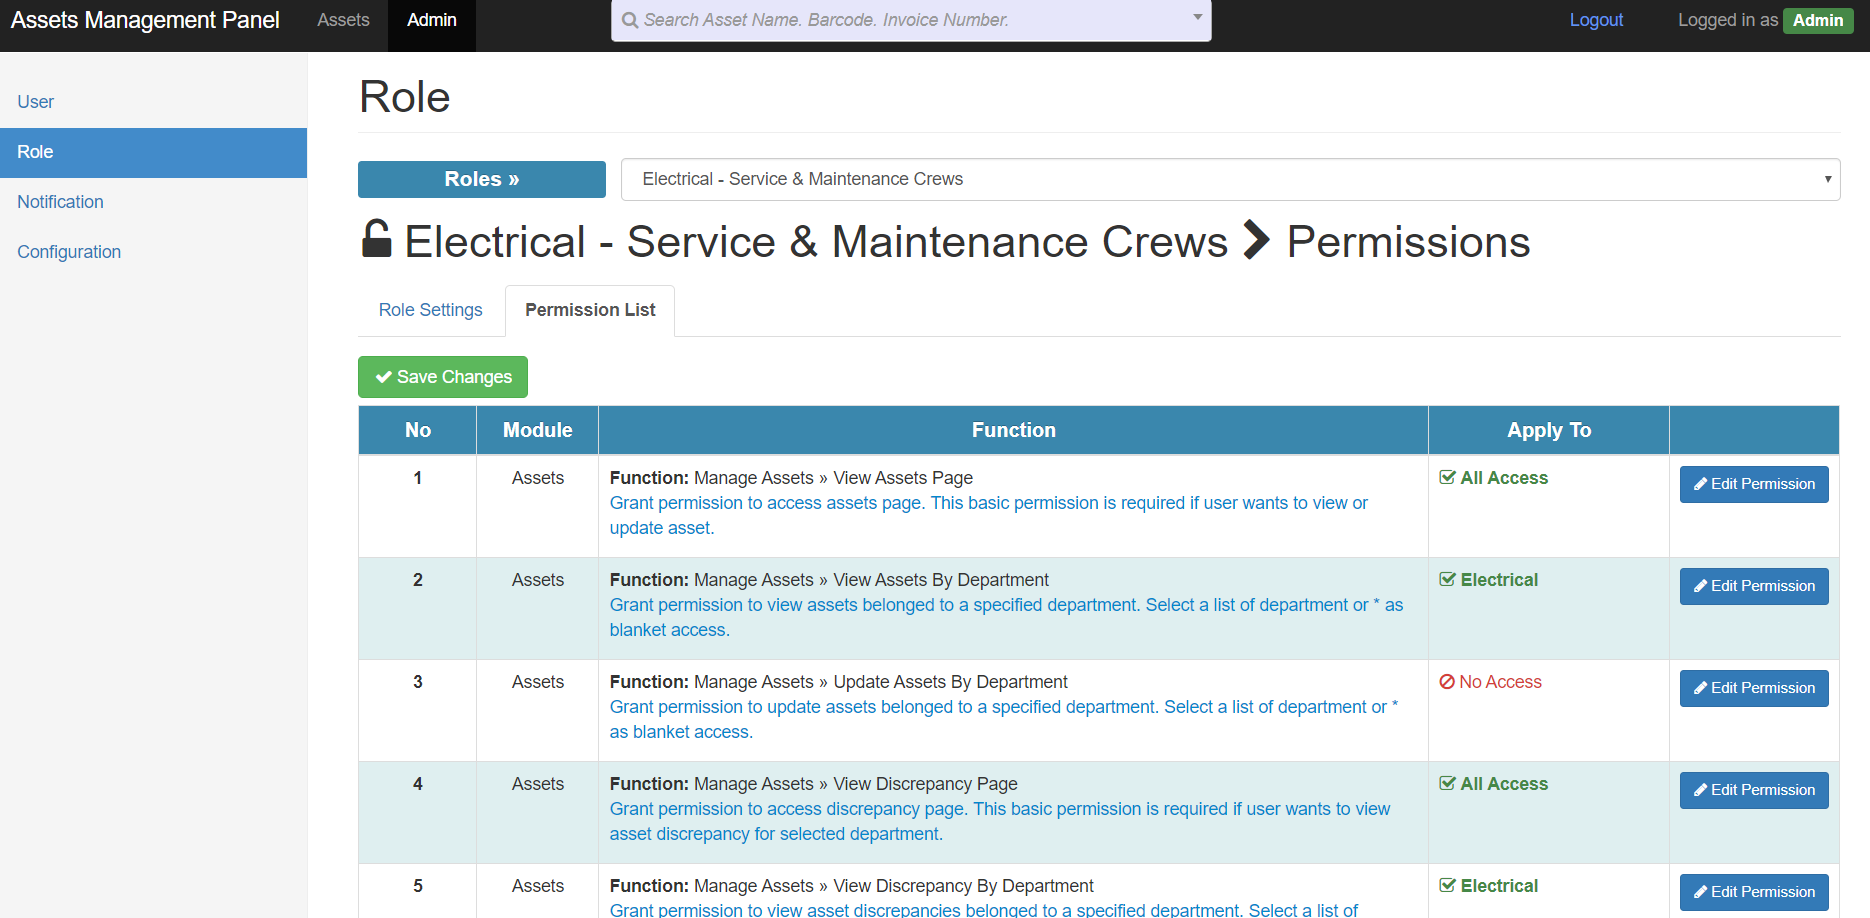 Assets Management Panel Assets Admin Search Asset Name. Barcode. Invoice Number. Logout Logged in as Admin
User
Role
Notification
Configuration
Role
Roles » Electrical - Service & Maintenance Crews
Electrical - Service & Maintenance Crews Permissions
Role Settings Permission List
Save Changes
No Module Function Apply To
1 Assets Function: Manage Assets » View Assets Page All Access Edit Permission
Grant permission to access assets page. This basic permission is required if user wants to view or
update asset.
2 Assets Function: Manage Assets » View Assets By Department Electrical Edit Permission
Grant permission to view assets belonged to a specified department. Select a list of department or * as
blanket access.
3 Assets Function: Manage Assets » Update Assets By Department No Access Edit Permission
Grant permission to update assets belonged to a specified department. Select a list of department or *
as blanket access.
4 Assets Function: Manage Assets » View Discrepancy Page All Access Edit Permission
Grant permission to access discrepancy page. This basic permission is required if user wants to view
asset discrepancy for selected department.
5 Assets Function: Manage Assets » View Discrepancy By Department Electrical Edit Permission
Grant permission to view asset discrepancies belonged to a specified department. Select a list of